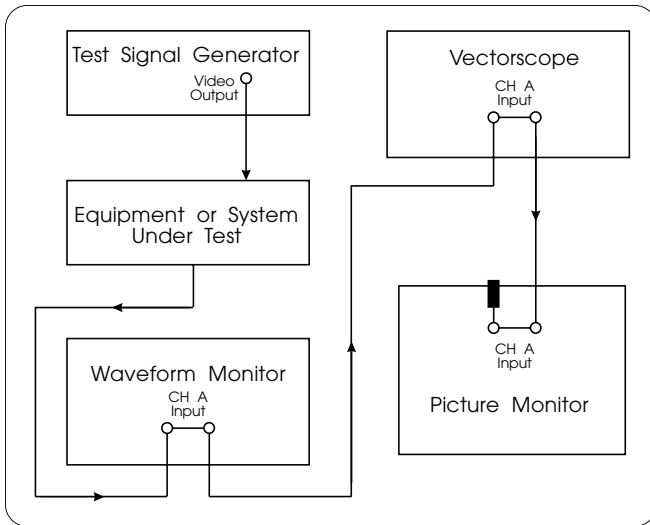 Test Signal Generator
Video
Output
Equipment or System
Under Test
Waveform Monitor
CH A
Input
Vectorscope
CH A
Input
CH A
Input
Picture Monitor